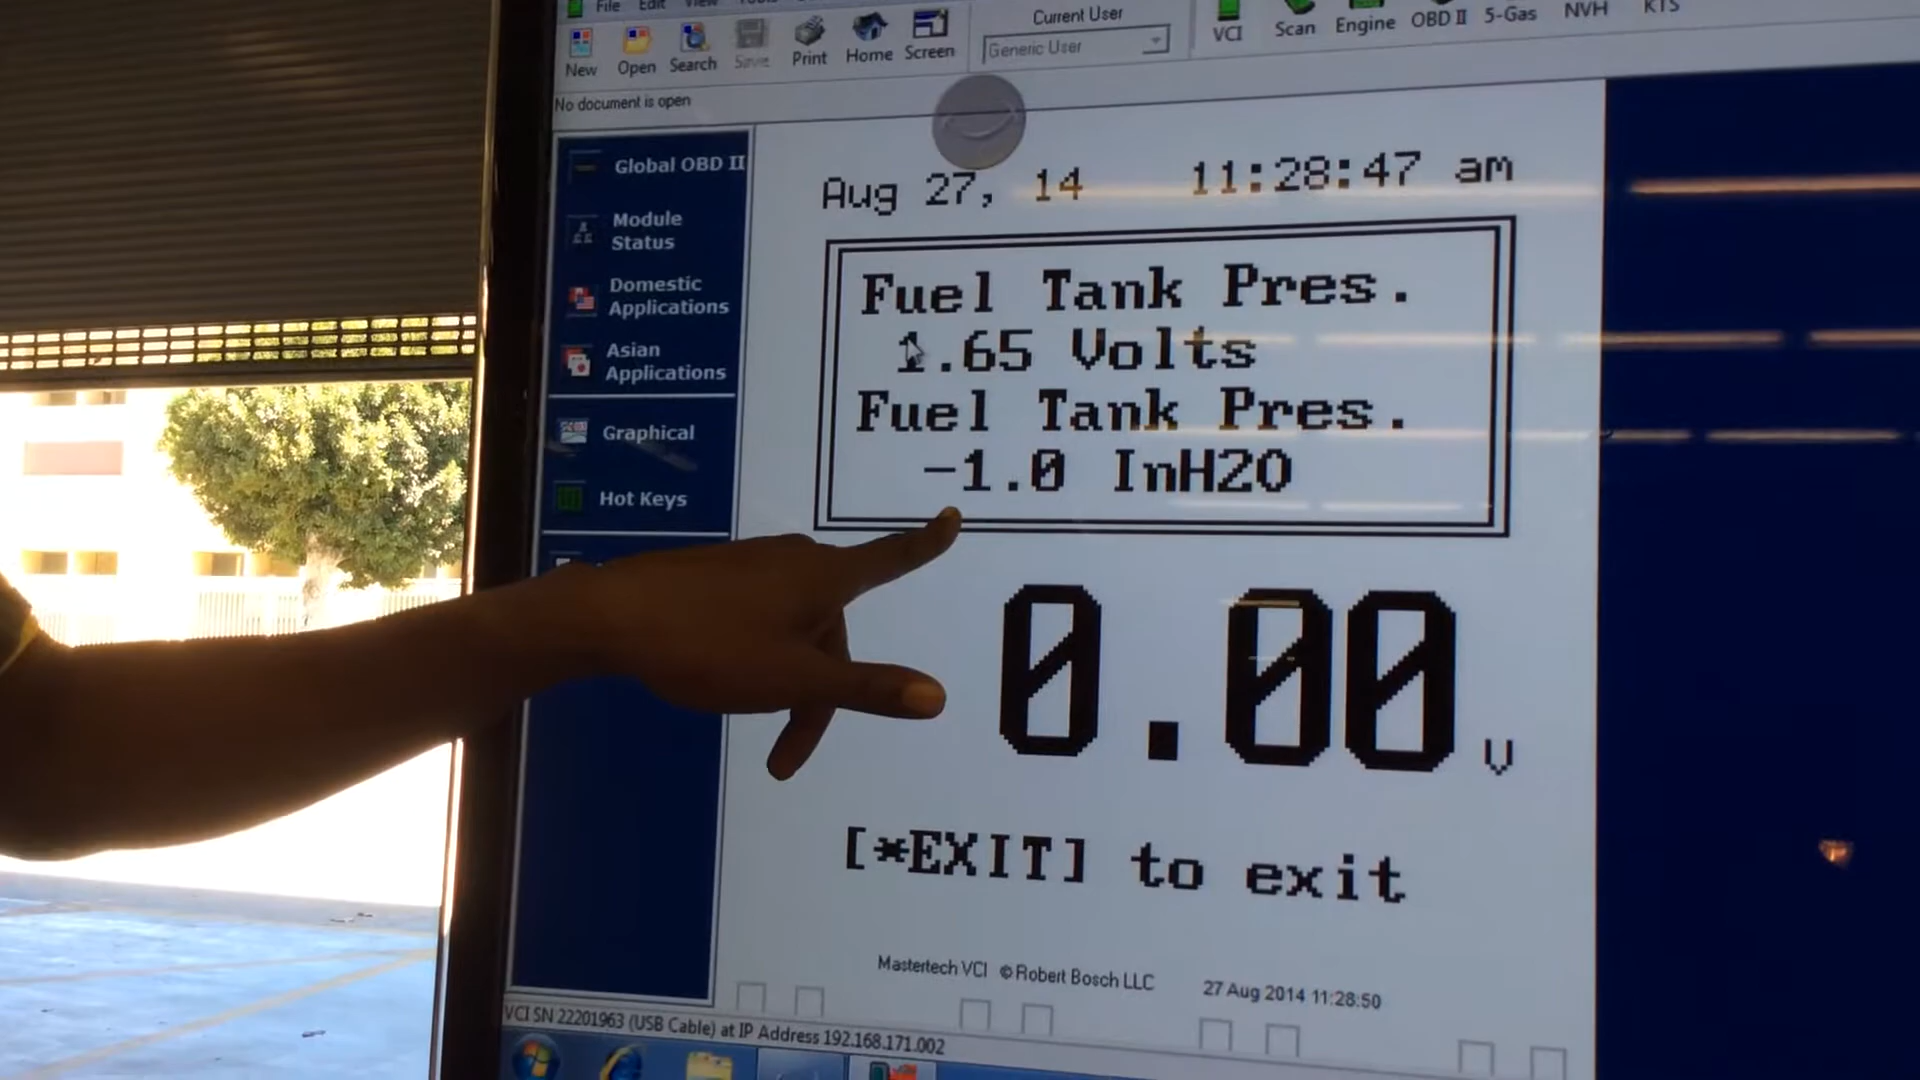 File Edit View
New Open Search Save Print Home Screen
Current User
Generic User
VCI Scan Engine OBD II 5-Gas NVH KTS
No document is open
Global OBD II
Module
Status
Domestic
Applications
Asian
Applications
Graphical
Hot Keys
Aug 27, 14 11:28:47 am
Fuel Tank Pres.
1.65 Volts
Fuel Tank Pres.
-1.0 InH2O
0.00 V
[*EXIT] to exit
Mastertech VCI © Robert Bosch LLC
27 Aug 2014 11:28:50
VCI SN 22201963 (USB Cable) at IP Address 192.168.171.002